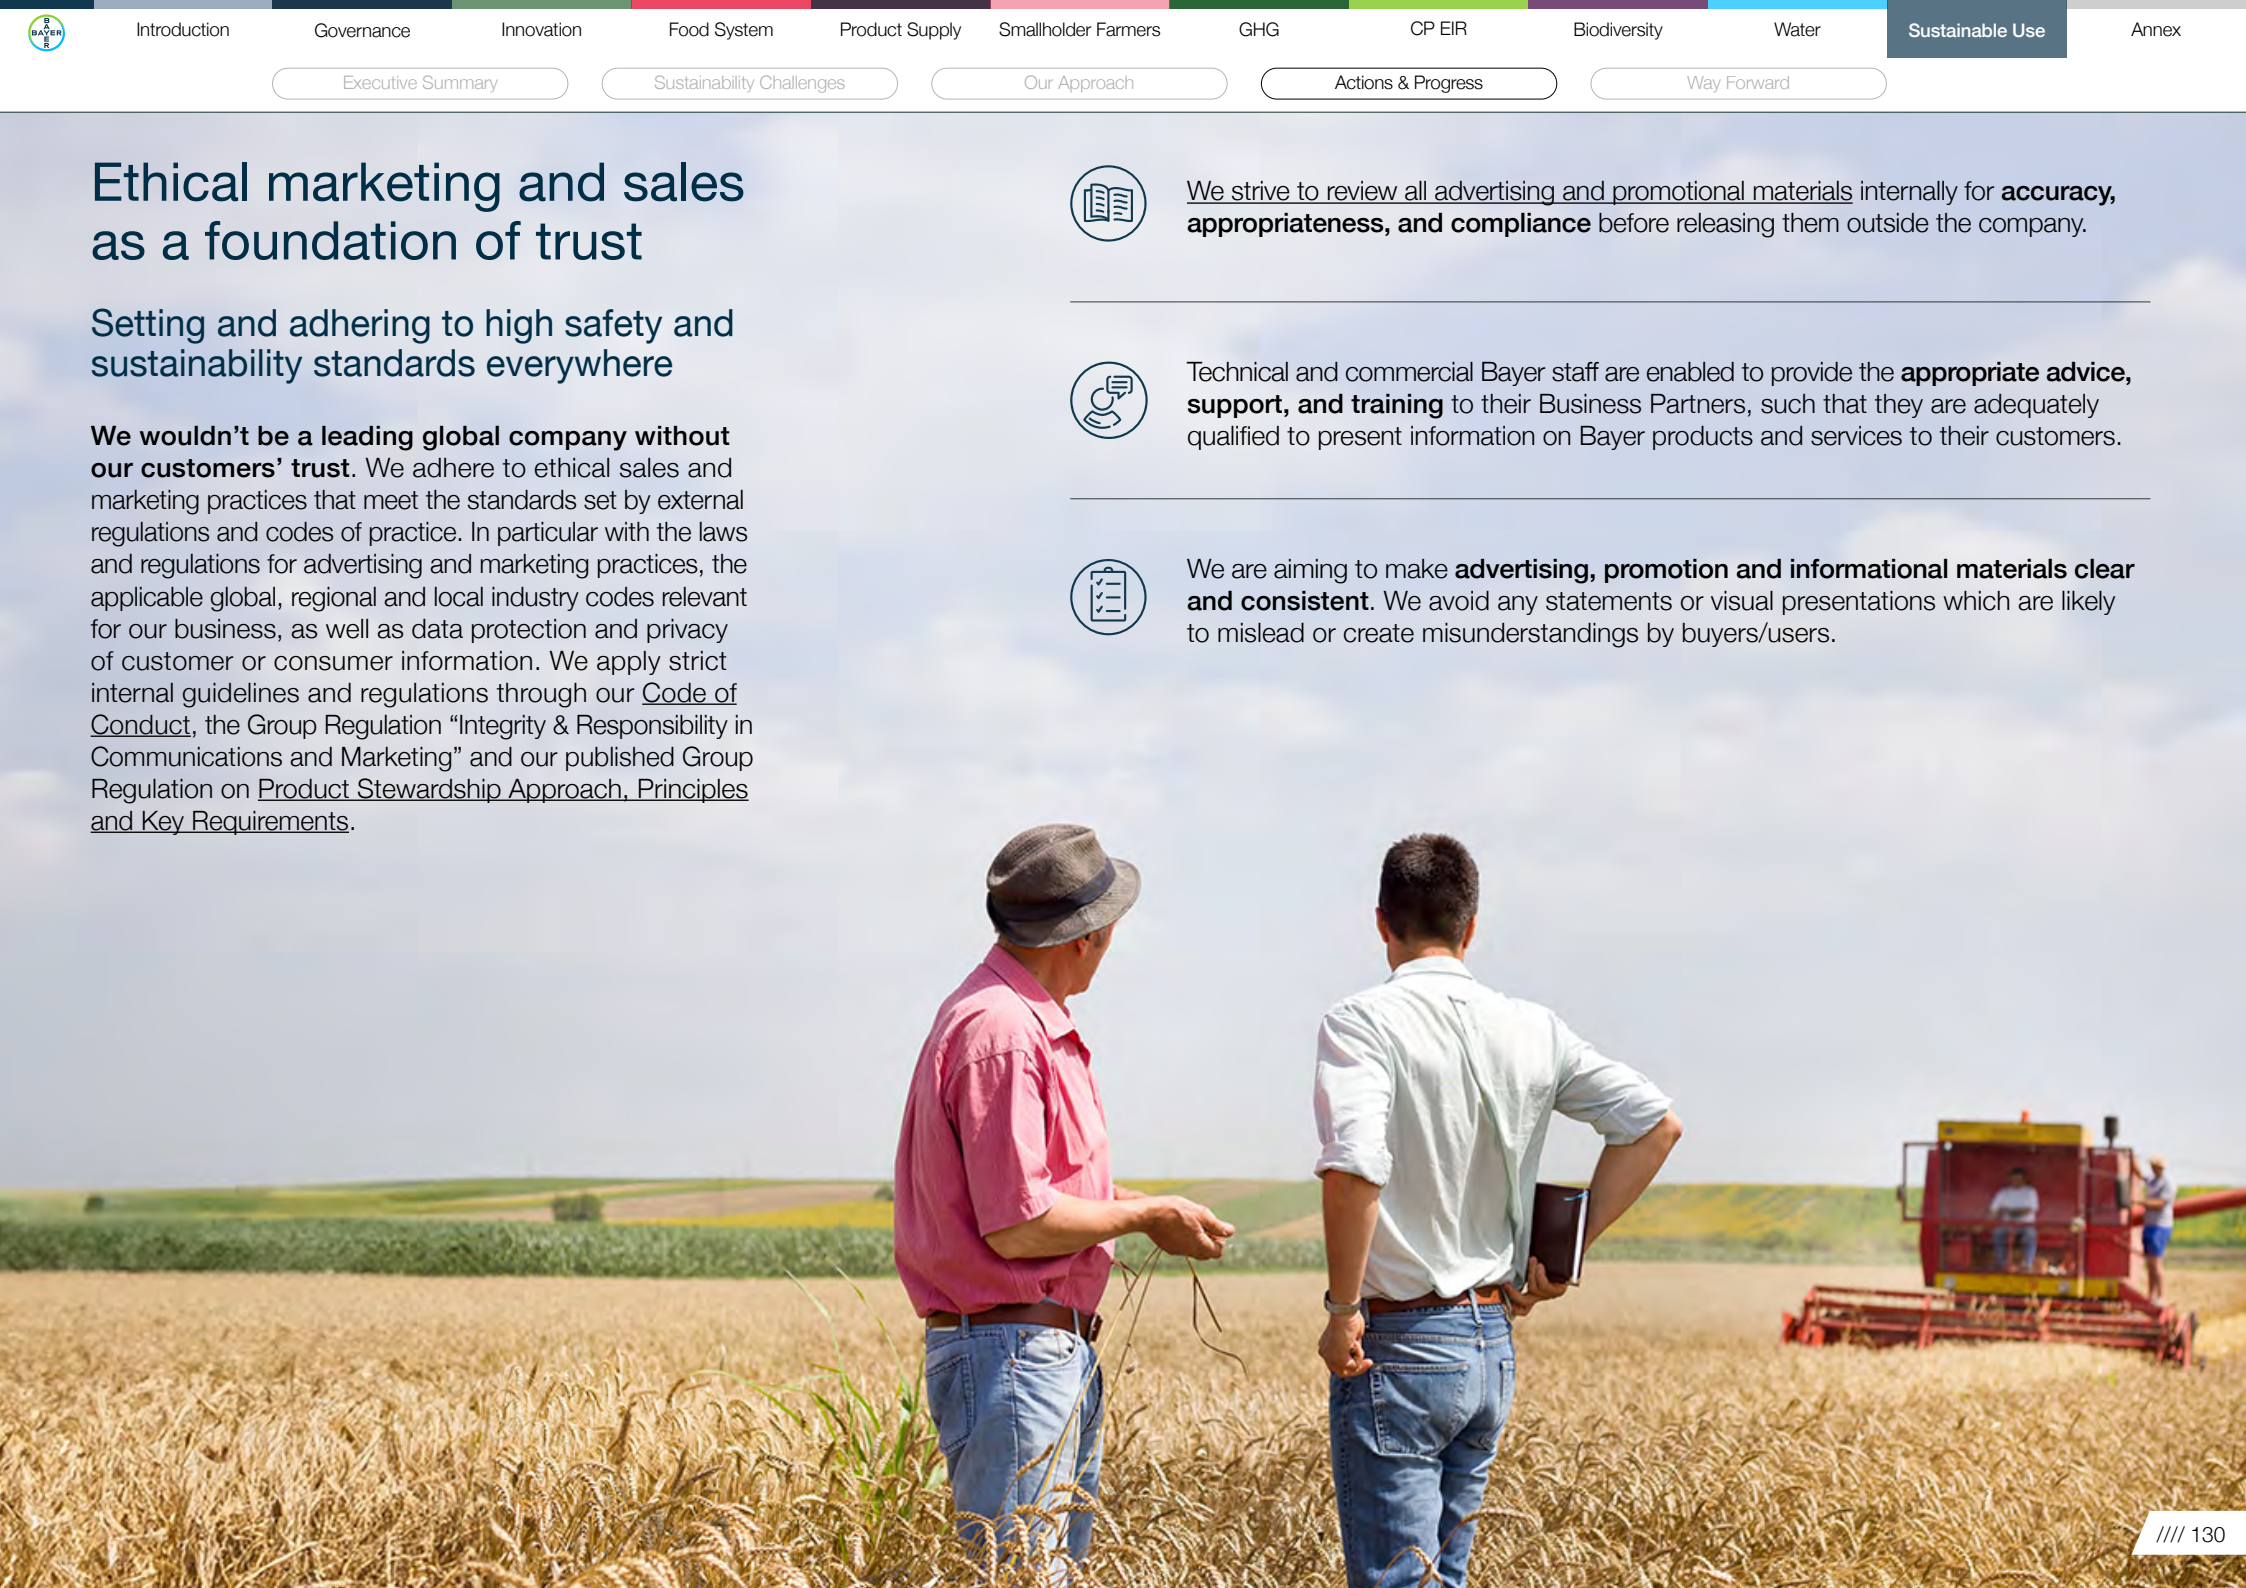 BAYER
BAYER
Introduction
Governance
Innovation
Food System
Product Supply
Smallholder Farmers
GHG
CP EIR
Biodiversity
Water
Sustainable Use
Annex
Executive Summary
Sustainability Challenges
Our Approach
Actions & Progress
Way Forward
Ethical marketing and sales
as a foundation of trust
Setting and adhering to high safety and
sustainability standards everywhere
We wouldn’t be a leading global company without
our customers’ trust. We adhere to ethical sales and
marketing practices that meet the standards set by external
regulations and codes of practice. In particular with the laws
and regulations for advertising and marketing practices, the
applicable global, regional and local industry codes relevant
for our business, as well as data protection and privacy
of customer or consumer information. We apply strict
internal guidelines and regulations through our Code of
Conduct, the Group Regulation “Integrity & Responsibility in
Communications and Marketing” and our published Group
Regulation on Product Stewardship Approach, Principles
and Key Requirements.
We strive to review all advertising and promotional materials internally for accuracy,
appropriateness, and compliance before releasing them outside the company.
Technical and commercial Bayer staff are enabled to provide the appropriate advice,
support, and training to their Business Partners, such that they are adequately
qualified to present information on Bayer products and services to their customers.
We are aiming to make advertising, promotion and informational materials clear
and consistent. We avoid any statements or visual presentations which are likely
to mislead or create misunderstandings by buyers/users.
//// 130